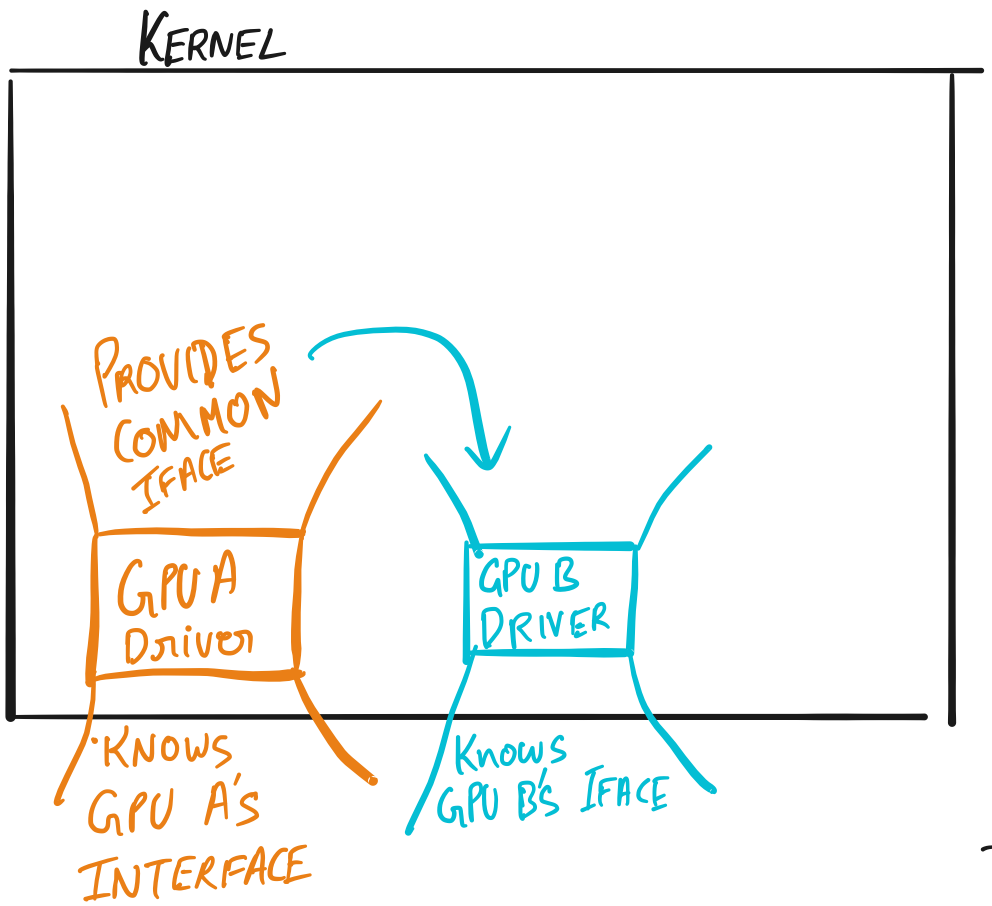 KERNEL
PROVIDES
COMMON
IFACE
GPU A
Driver
GPU B
DRIVER
KNOWS
GPU A's
INTERFACE
Knows
GPU B's IFACE